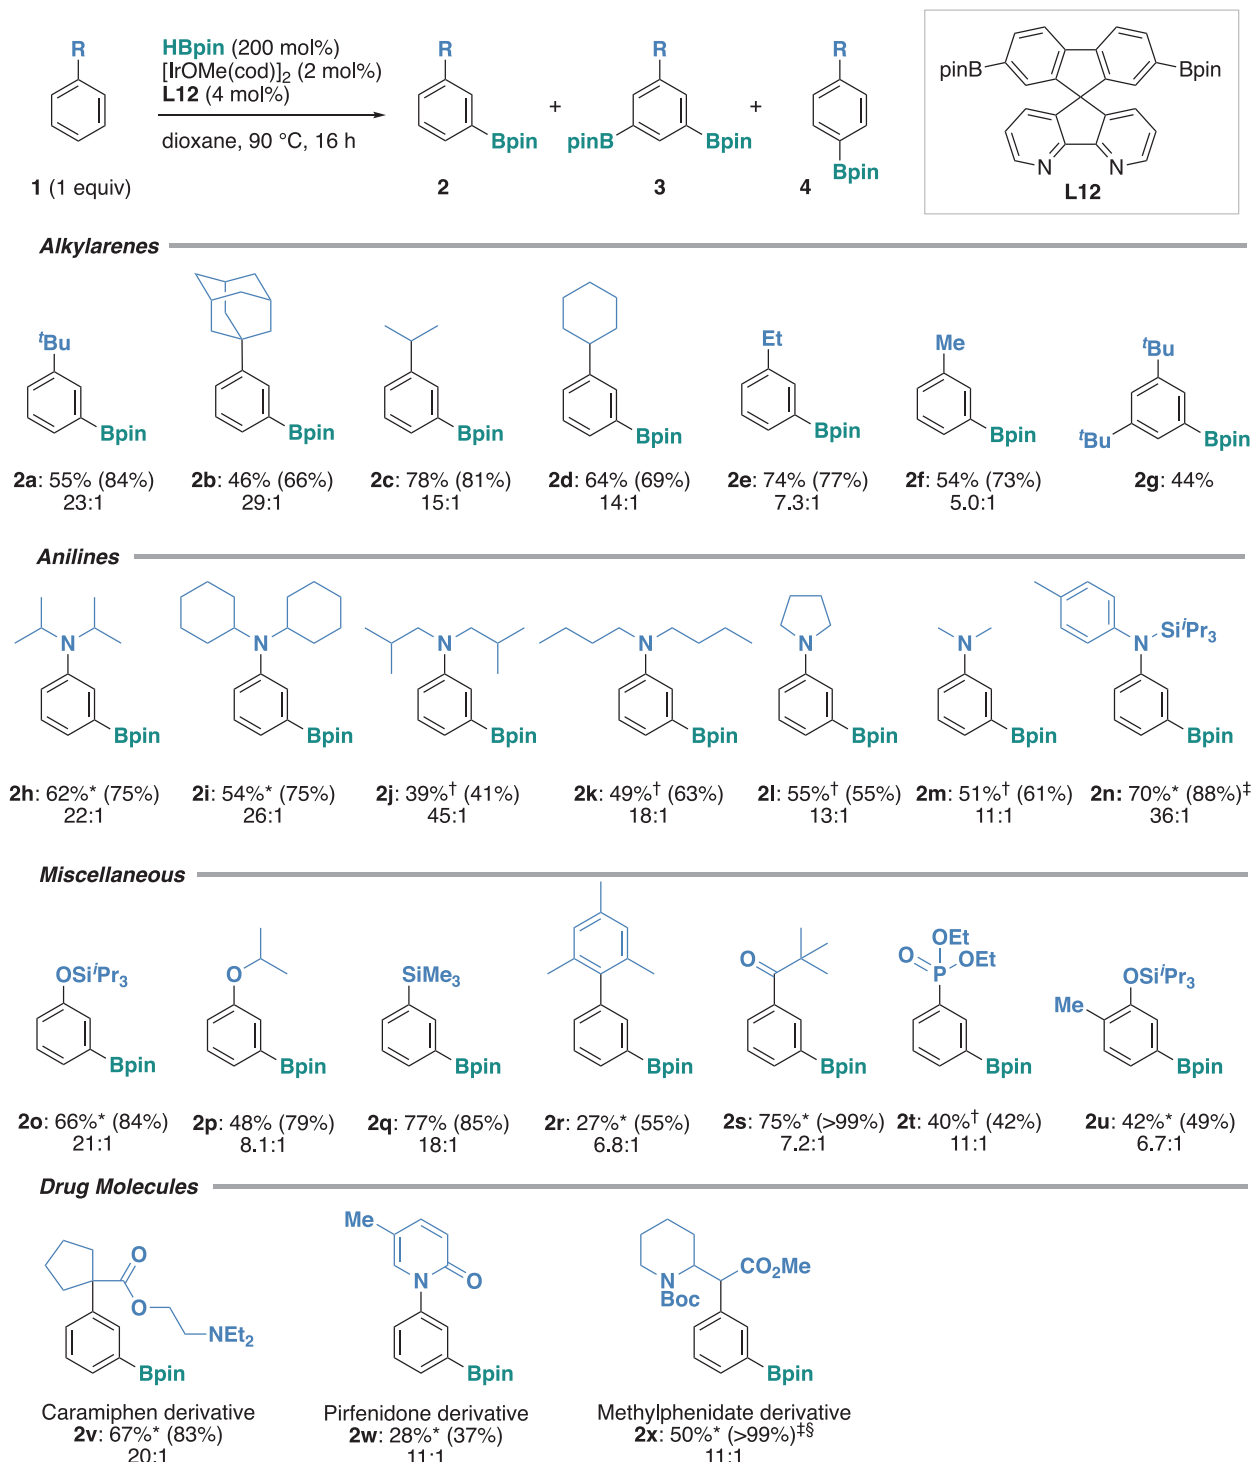 R
HBpin (200 mol%)
[IrOMe(cod)]2 (2 mol%)
L12 (4 mol%)
dioxane, 90 °C, 16 h
1 (1 equiv)
R
Bpin
2
+
R
pinB
Bpin
3
+
R
Bpin
4
pinB
Bpin
N
N
L12
Alkylarenes
tBu
Bpin
2a: 55% (84%)
23:1
Bpin
2b: 46% (66%)
29:1
Bpin
2c: 78% (81%)
15:1
Bpin
2d: 64% (69%)
14:1
Et
Bpin
2e: 74% (77%)
7.3:1
Me
Bpin
2f: 54% (73%)
5.0:1
tBu
tBu
Bpin
2g: 44%
Anilines
N
Bpin
2h: 62%* (75%)
22:1
N
Bpin
2i: 54%* (75%)
26:1
N
Bpin
2j: 39%† (41%)
45:1
N
Bpin
2k: 49%† (63%)
18:1
N
Bpin
2l: 55%† (55%)
13:1
N
Bpin
2m: 51%† (61%)
11:1
N
SiiPr3
Bpin
2n: 70%* (88%)‡
36:1
Miscellaneous
OSiiPr3
Bpin
2o: 66%* (84%)
21:1
O
Bpin
2p: 48% (79%)
8.1:1
SiMe3
Bpin
2q: 77% (85%)
18:1
Bpin
2r: 27%* (55%)
6.8:1
O
Bpin
2s: 75%* (>99%)
7.2:1
OEt
O
OEt
P
Bpin
2t: 40%† (42%)
11:1
OSiiPr3
Me
Bpin
2u: 42%* (49%)
6.7:1
Drug Molecules
O
O
NEt2
Bpin
Caramiphen derivative
2v: 67%* (83%)
20:1
Me
N
O
Bpin
Pirfenidone derivative
2w: 28%* (37%)
11:1
N
Boc
CO2Me
Bpin
Methylphenidate derivative
2x: 50%* (>99%)‡§
11:1